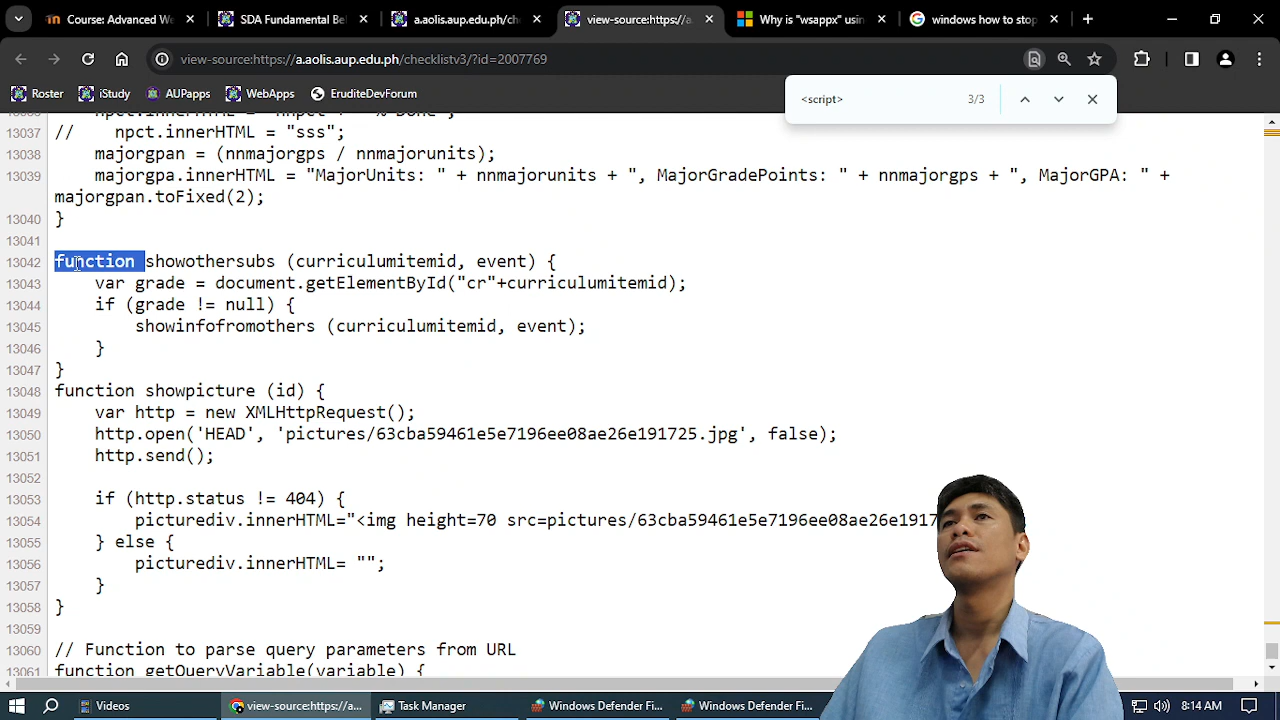 Course: Advanced We
SDA Fundamental Bel
a.aolis.aup.edu.ph/che
view-source:https://a.
Why is "wsappx" usin
windows how to stop
view-source:https://a.aolis.aup.edu.ph/checklistv3/?id=2007769
Roster
iStudy
AUPapps
WebApps
EruditeDevForum
<script>
3/3
13037 //    npct.innerHTML = "sss";
13038     majorgpan = (nnmajorgps / nnmajorunits);
13039     majorgpa.innerHTML = "MajorUnits: " + nnmajorunits + ", MajorGradePoints: " + nnmajorgps + ", MajorGPA: " +
majorgpan.toFixed(2);
13040 }
13041
13042 function showothersubs (curriculumitemid, event) {
13043     var grade = document.getElementById("cr"+curriculumitemid);
13044     if (grade != null) {
13045         showinfofromothers (curriculumitemid, event);
13046     }
13047 }
13048 function showpicture (id) {
13049     var http = new XMLHttpRequest();
13050     http.open('HEAD', 'pictures/63cba59461e5e7196ee08ae26e191725.jpg', false);
13051     http.send();
13052
13053     if (http.status != 404) {
13054         picturediv.innerHTML="<img height=70 src=pictures/63cba59461e5e7196ee08ae26e1917
13055     } else {
13056         picturediv.innerHTML= "";
13057     }
13058 }
13059
13060 // Function to parse query parameters from URL
13061 function getQueryVariable(variable) {
Videos
view-source:https://a...
Task Manager
Windows Defender Fi...
Windows Defender Fi...
8:14 AM